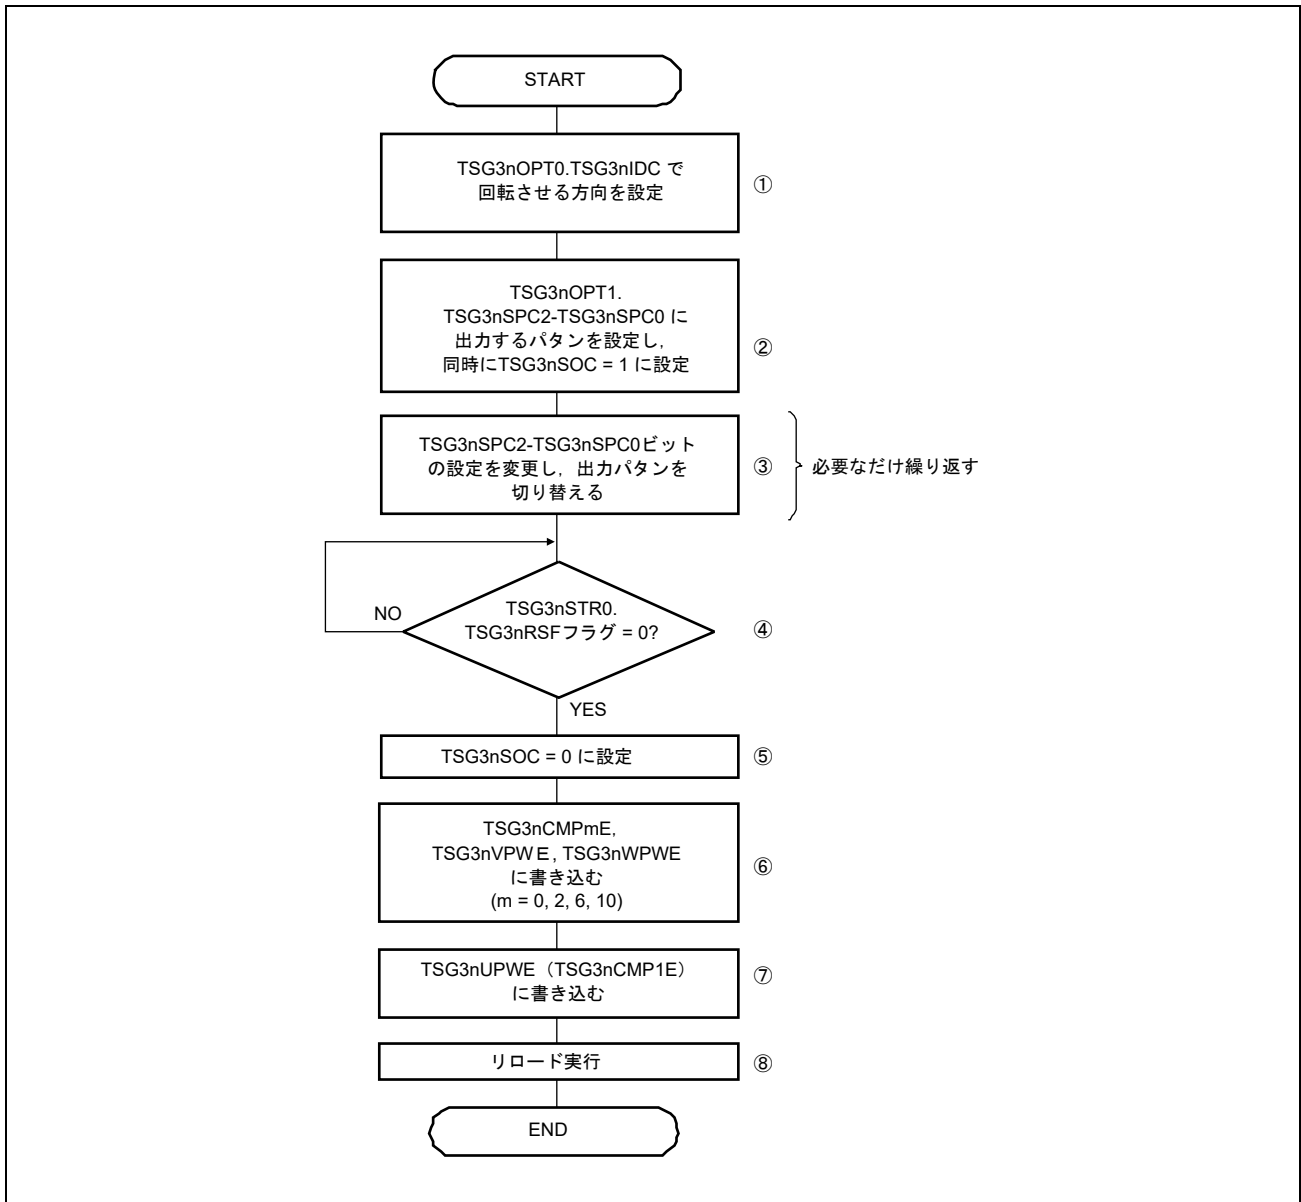 START
TSG3nOPT0.TSG3nIDC で
回転させる方向を設定
①
TSG3nOPT1.
TSG3nSPC2-TSG3nSPC0 に
出力するパタンを設定し,
同時にTSG3nSOC = 1 に設定
②
TSG3nSPC2-TSG3nSPC0ビット
の設定を変更し, 出力パタンを
切り替える
③
必要なだけ繰り返す
NO
TSG3nSTR0.
TSG3nRSFフラグ = 0?
④
YES
TSG3nSOC = 0 に設定
⑤
TSG3nCMPmE,
TSG3nVPWE, TSG3nWPWE
に書き込む
(m = 0, 2, 6, 10)
⑥
TSG3nUPWE（TSG3nCMP1E）
に書き込む
⑦
リロード実行
⑧
END